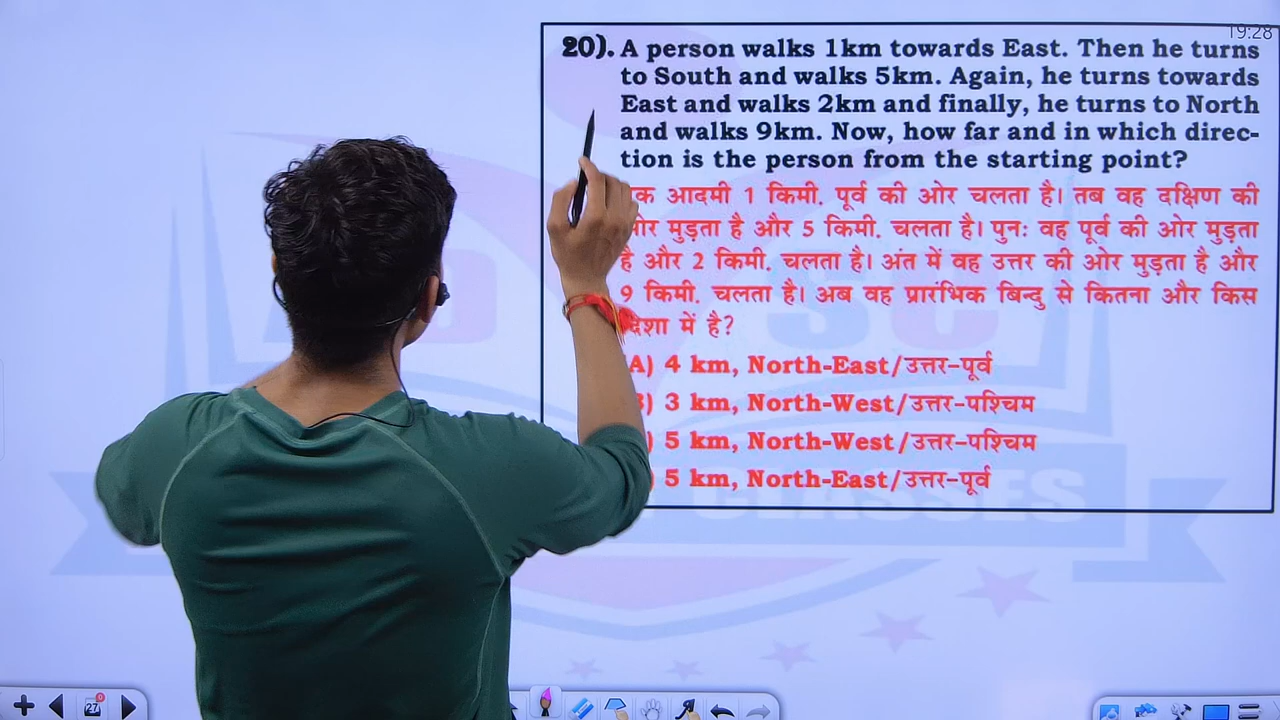 19:28
20). A person walks 1km towards East. Then he turns
to South and walks 5km. Again, he turns towards
East and walks 2km and finally, he turns to North
and walks 9km. Now, how far and in which direc-
tion is the person from the starting point?
आदमी 1 किमी. पूर्व की ओर चलता है। तब वह दक्षिण की
मुड़ता है और 5 किमी. चलता है। पुनः वह पूर्व की ओर मुड़ता
है और 2 किमी. चलता है। अंत में वह उत्तर की ओर मुड़ता है और
9 किमी. चलता है। अब वह प्रारंभिक बिन्दु से कितना और किस
में है?
A) 4 km, North-East/उत्तर-पूर्व
) 3 km, North-West/उत्तर-पश्चिम
) 5 km, North-West/उत्तर-पश्चिम
) 5 km, North-East/उत्तर-पूर्व
CLASSES
27
0